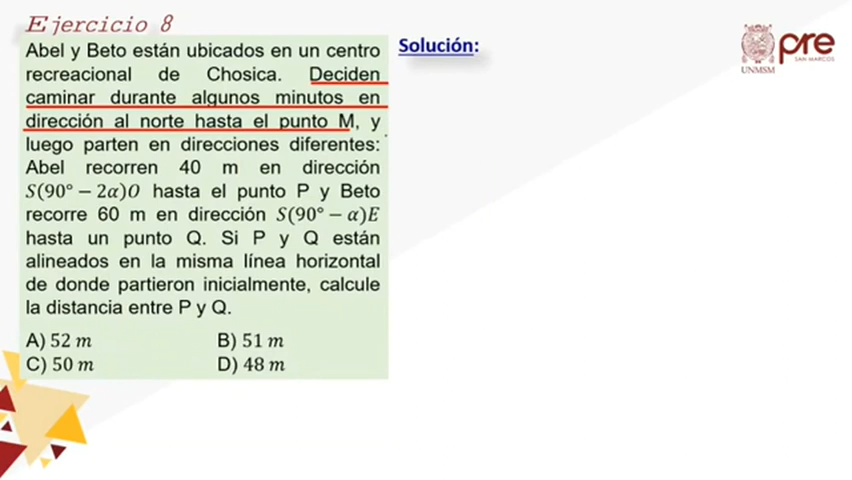 Ejercicio 8
Abel y Beto están ubicados en un centro
recreacional de Chosica. Deciden
caminar durante algunos minutos en
dirección al norte hasta el punto M, y
luego parten en direcciones diferentes:
Abel recorren 40 m en dirección
S(90° − 2α)O hasta el punto P y Beto
recorre 60 m en dirección S(90° − α)E
hasta un punto Q. Si P y Q están
alineados en la misma línea horizontal
de donde partieron inicialmente, calcule
la distancia entre P y Q.
A) 52 m B) 51 m
C) 50 m D) 48 m
Solución:
pre
UNMSM SAN MARCOS